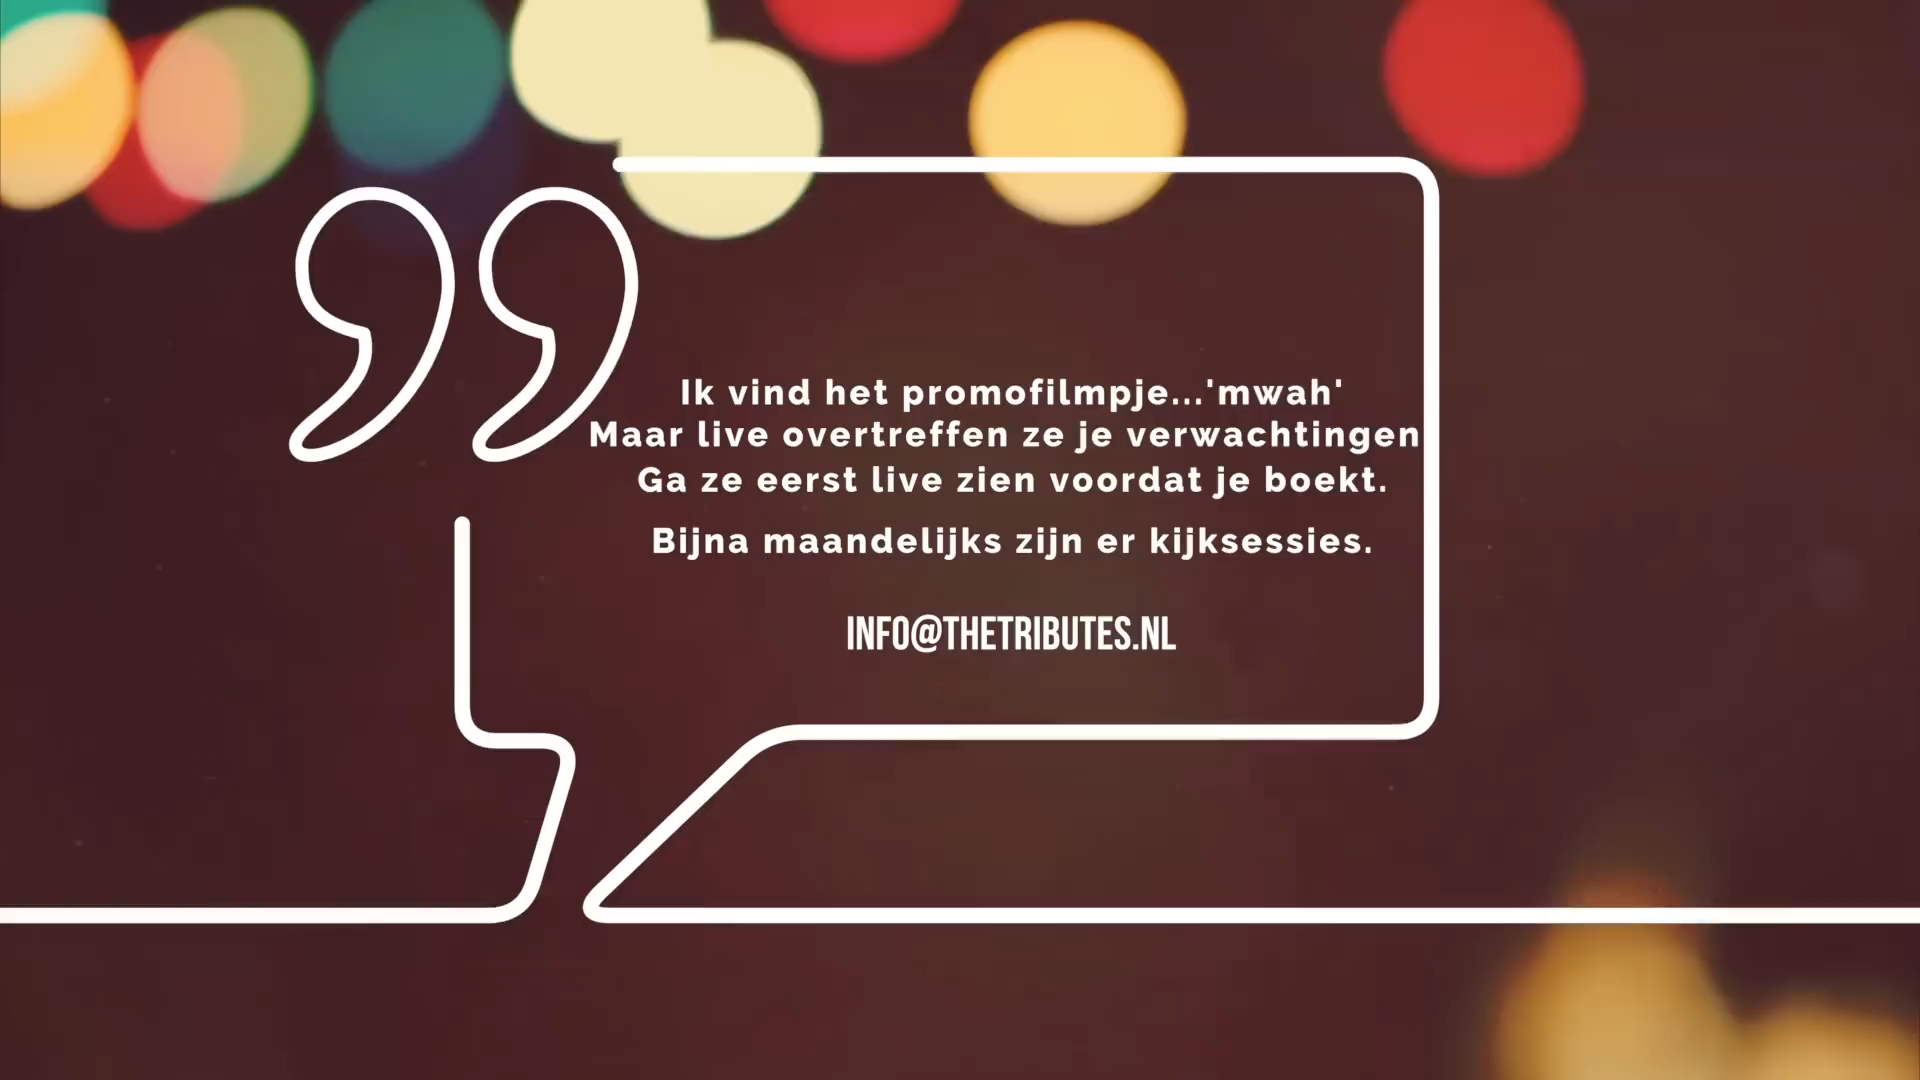 Ik vind het promofilmpje...'mwah'
Maar live overtreffen ze je verwachtingen
Ga ze eerst live zien voordat je boekt.
Bijna maandelijks zijn er kijksessies.
INFO@THETRIBUTES.NL